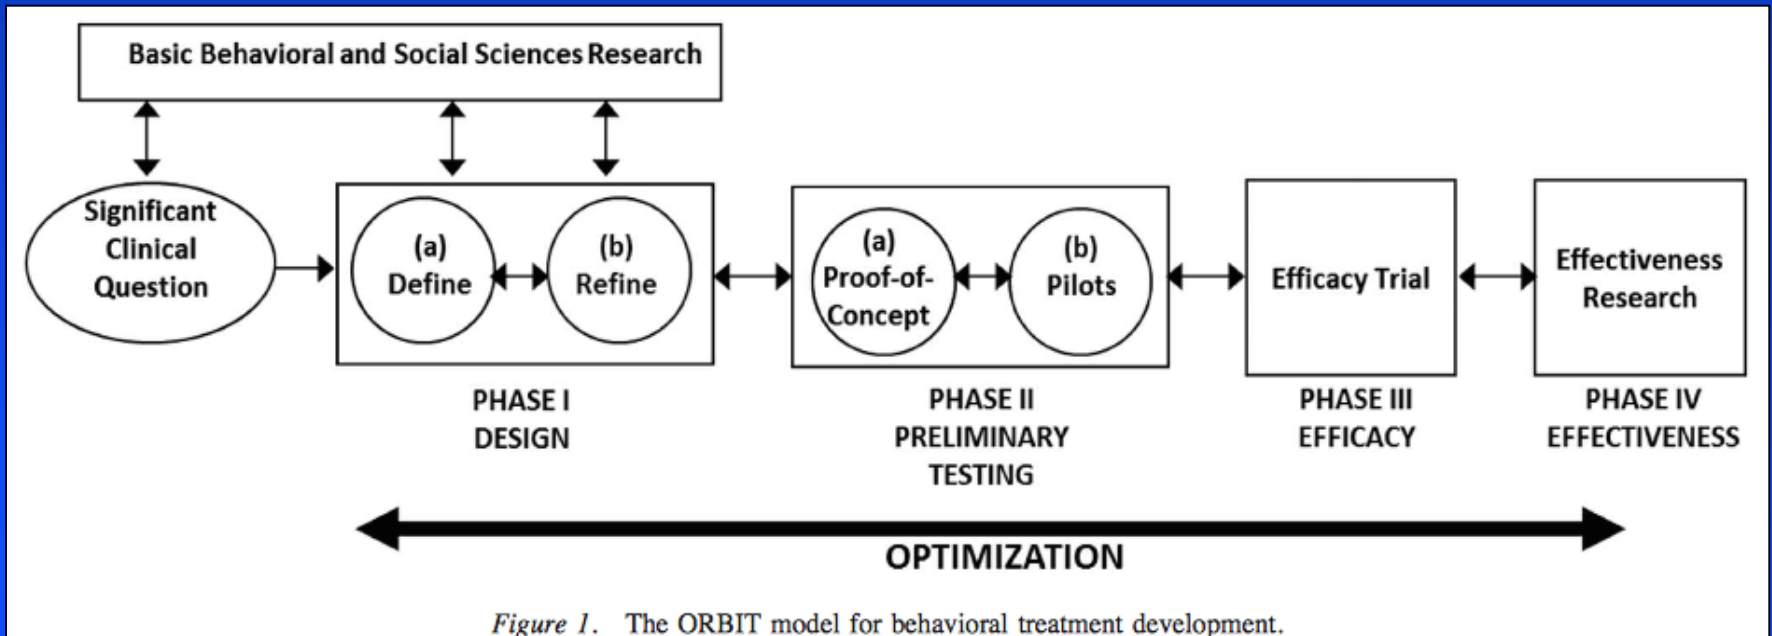 Basic Behavioral and Social Sciences Research
Significant
Clinical
Question
(a)
Define
(b)
Refine
(a)
Proof-of-
Concept
(b)
Pilots
Efficacy Trial
Effectiveness
Research
PHASE I
DESIGN
PHASE II
PRELIMINARY
TESTING
PHASE III
EFFICACY
PHASE IV
EFFECTIVENESS
OPTIMIZATION
Figure 1. The ORBIT model for behavioral treatment development.